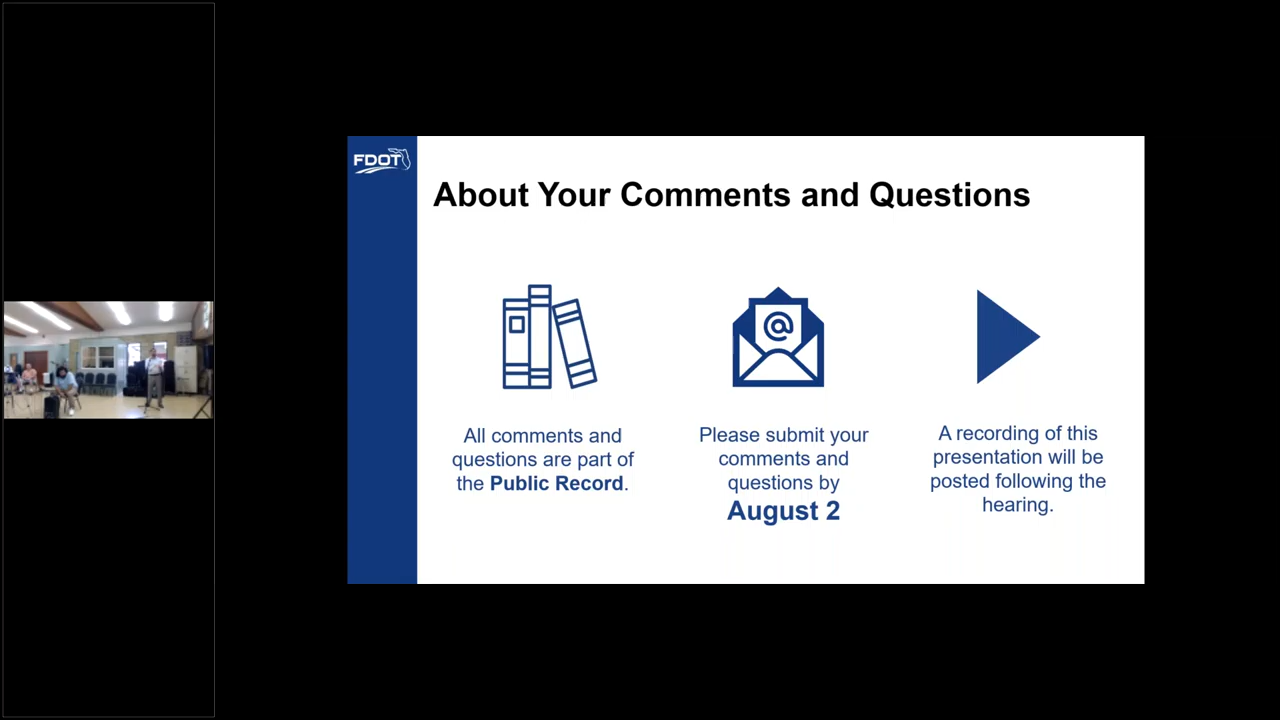 FDOT
About Your Comments and Questions
@
All comments and
questions are part of
the Public Record.
Please submit your
comments and
questions by
August 2
A recording of this
presentation will be
posted following the
hearing.